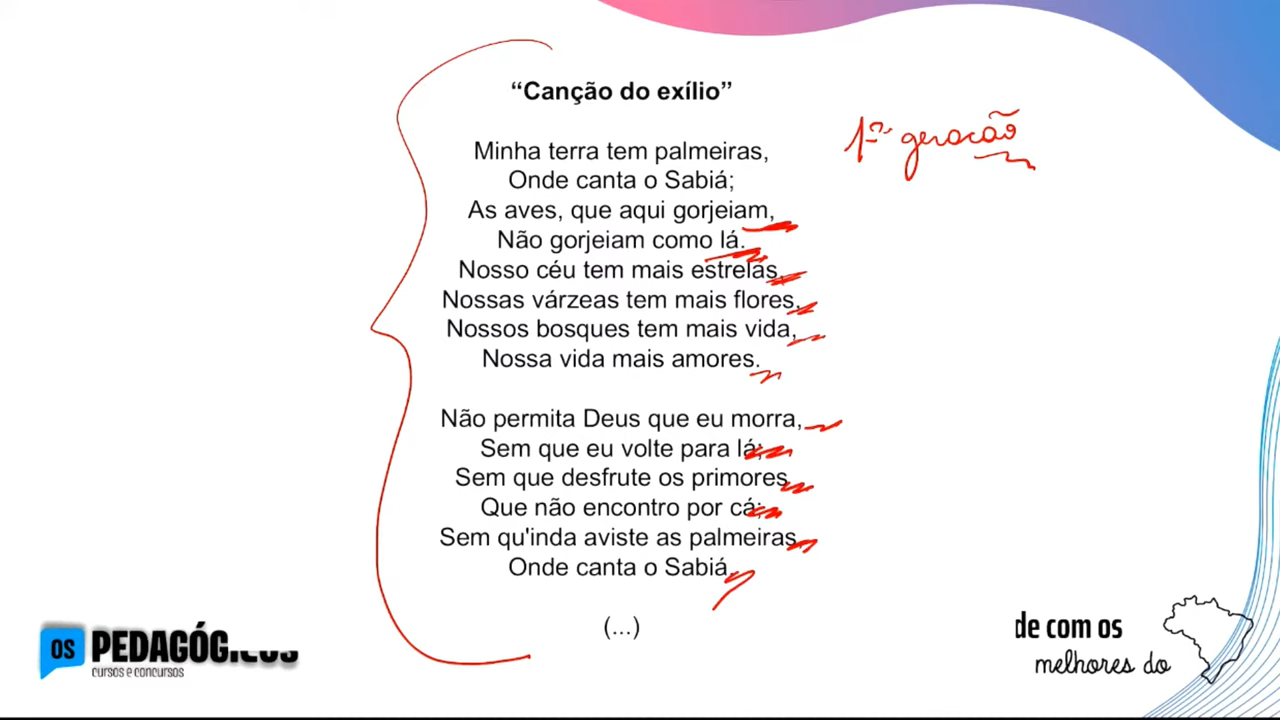 “Canção do exílio”
1ª geração
Minha terra tem palmeiras,
Onde canta o Sabiá;
As aves, que aqui gorjeiam,
Não gorjeiam como lá.
Nosso céu tem mais estrelas,
Nossas várzeas tem mais flores,
Nossos bosques tem mais vida,
Nossa vida mais amores.
Não permita Deus que eu morra,
Sem que eu volte para lá;
Sem que desfrute os primores
Que não encontro por cá;
Sem qu'inda aviste as palmeiras,
Onde canta o Sabiá.
(...)
OS PEDAGÓGICOS
cursos e concursos
de com os
melhores do